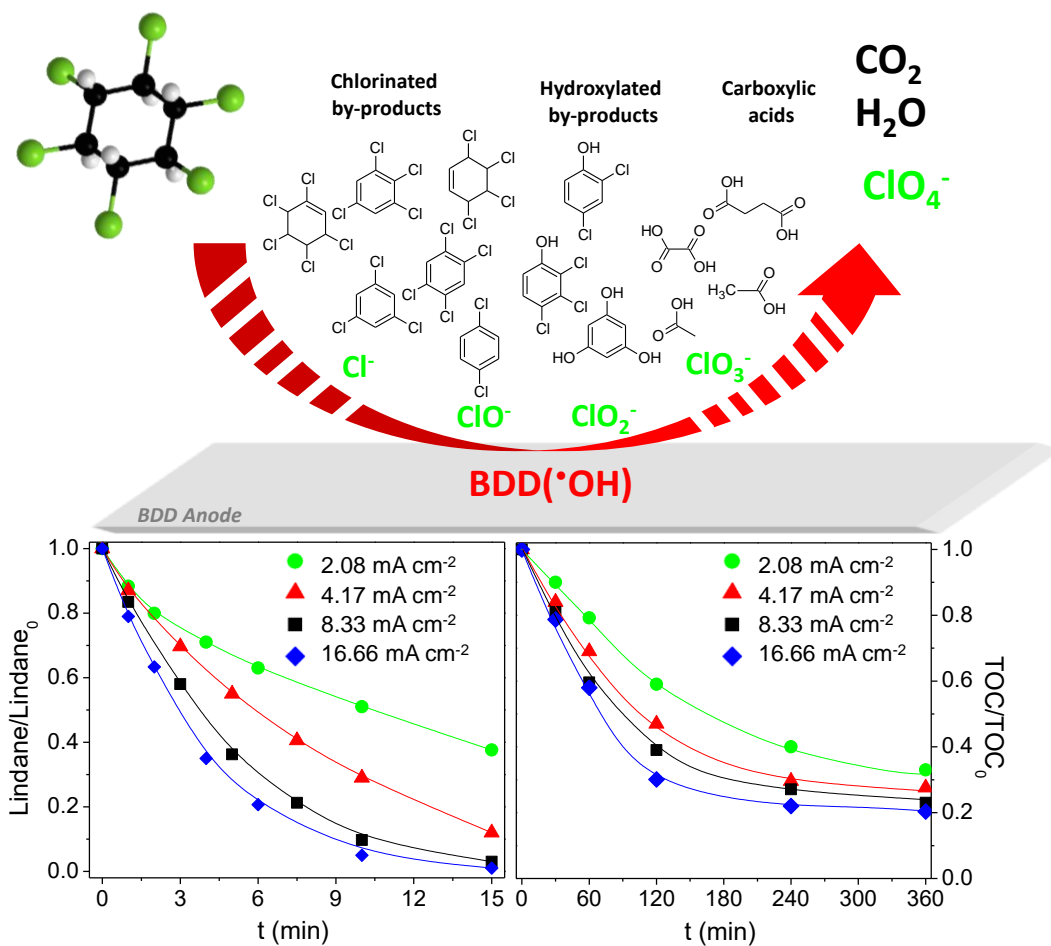 Chlorinated
by-products
Hydroxylated
by-products
Carboxylic
acids
CO₂
H₂O
ClO₄⁻
Cl
Cl
Cl
Cl
Cl
Cl
Cl
Cl
Cl
Cl
Cl
Cl
OH
Cl
Cl
Cl
Cl
Cl
Cl
OH
Cl
Cl
Cl
Cl
Cl
Cl
Cl
Cl
OH
HO
OH
OH
O
O
OH
HO
O
O
OH
OH
O
H₃C
O
OH
Cl⁻
ClO⁻
ClO₂⁻
ClO₃⁻
BDD(•OH)
BDD Anode
1.0
0.8
0.6
0.4
0.2
0.0
Lindane/Lindane₀
2.08 mA cm⁻²
4.17 mA cm⁻²
8.33 mA cm⁻²
16.66 mA cm⁻²
0 3 6 9 12 15
t (min)
2.08 mA cm⁻²
4.17 mA cm⁻²
8.33 mA cm⁻²
16.66 mA cm⁻²
1.0
0.8
0.6
0.4
0.2
0.0
TOC/TOC₀
0 60 120 180 240 300 360
t (min)